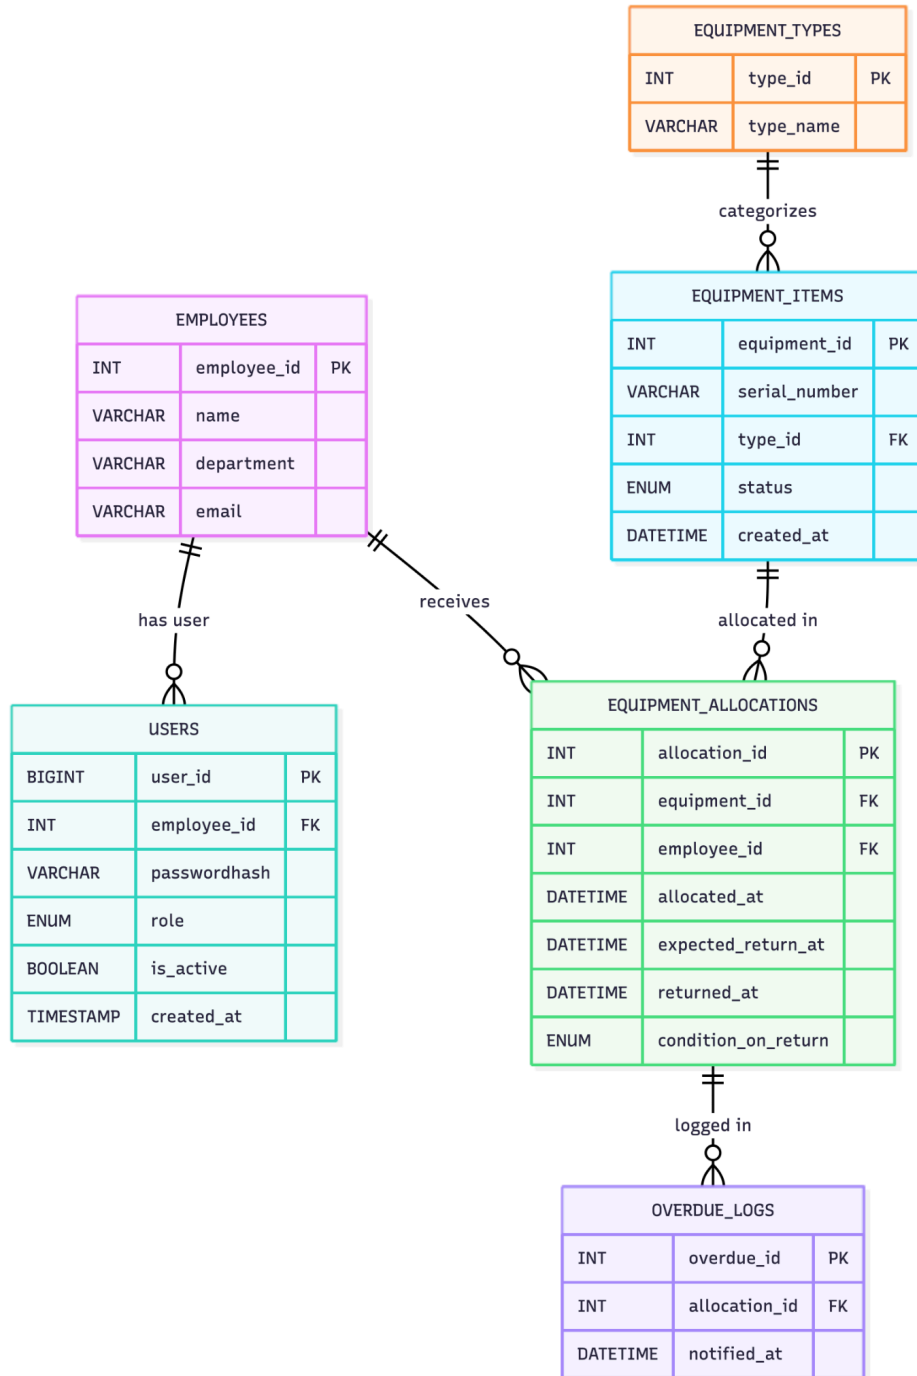 EQUIPMENT_TYPES
INT type_id PK
VARCHAR type_name
categorizes
EQUIPMENT_ITEMS
INT equipment_id PK
VARCHAR serial_number
INT type_id FK
ENUM status
DATETIME created_at
EMPLOYEES
INT employee_id PK
VARCHAR name
VARCHAR department
VARCHAR email
has user
receives
allocated in
USERS
BIGINT user_id PK
INT employee_id FK
VARCHAR passwordhash
ENUM role
BOOLEAN is_active
TIMESTAMP created_at
EQUIPMENT_ALLOCATIONS
INT allocation_id PK
INT equipment_id FK
INT employee_id FK
DATETIME allocated_at
DATETIME expected_return_at
DATETIME returned_at
ENUM condition_on_return
logged in
OVERDUE_LOGS
INT overdue_id PK
INT allocation_id FK
DATETIME notified_at